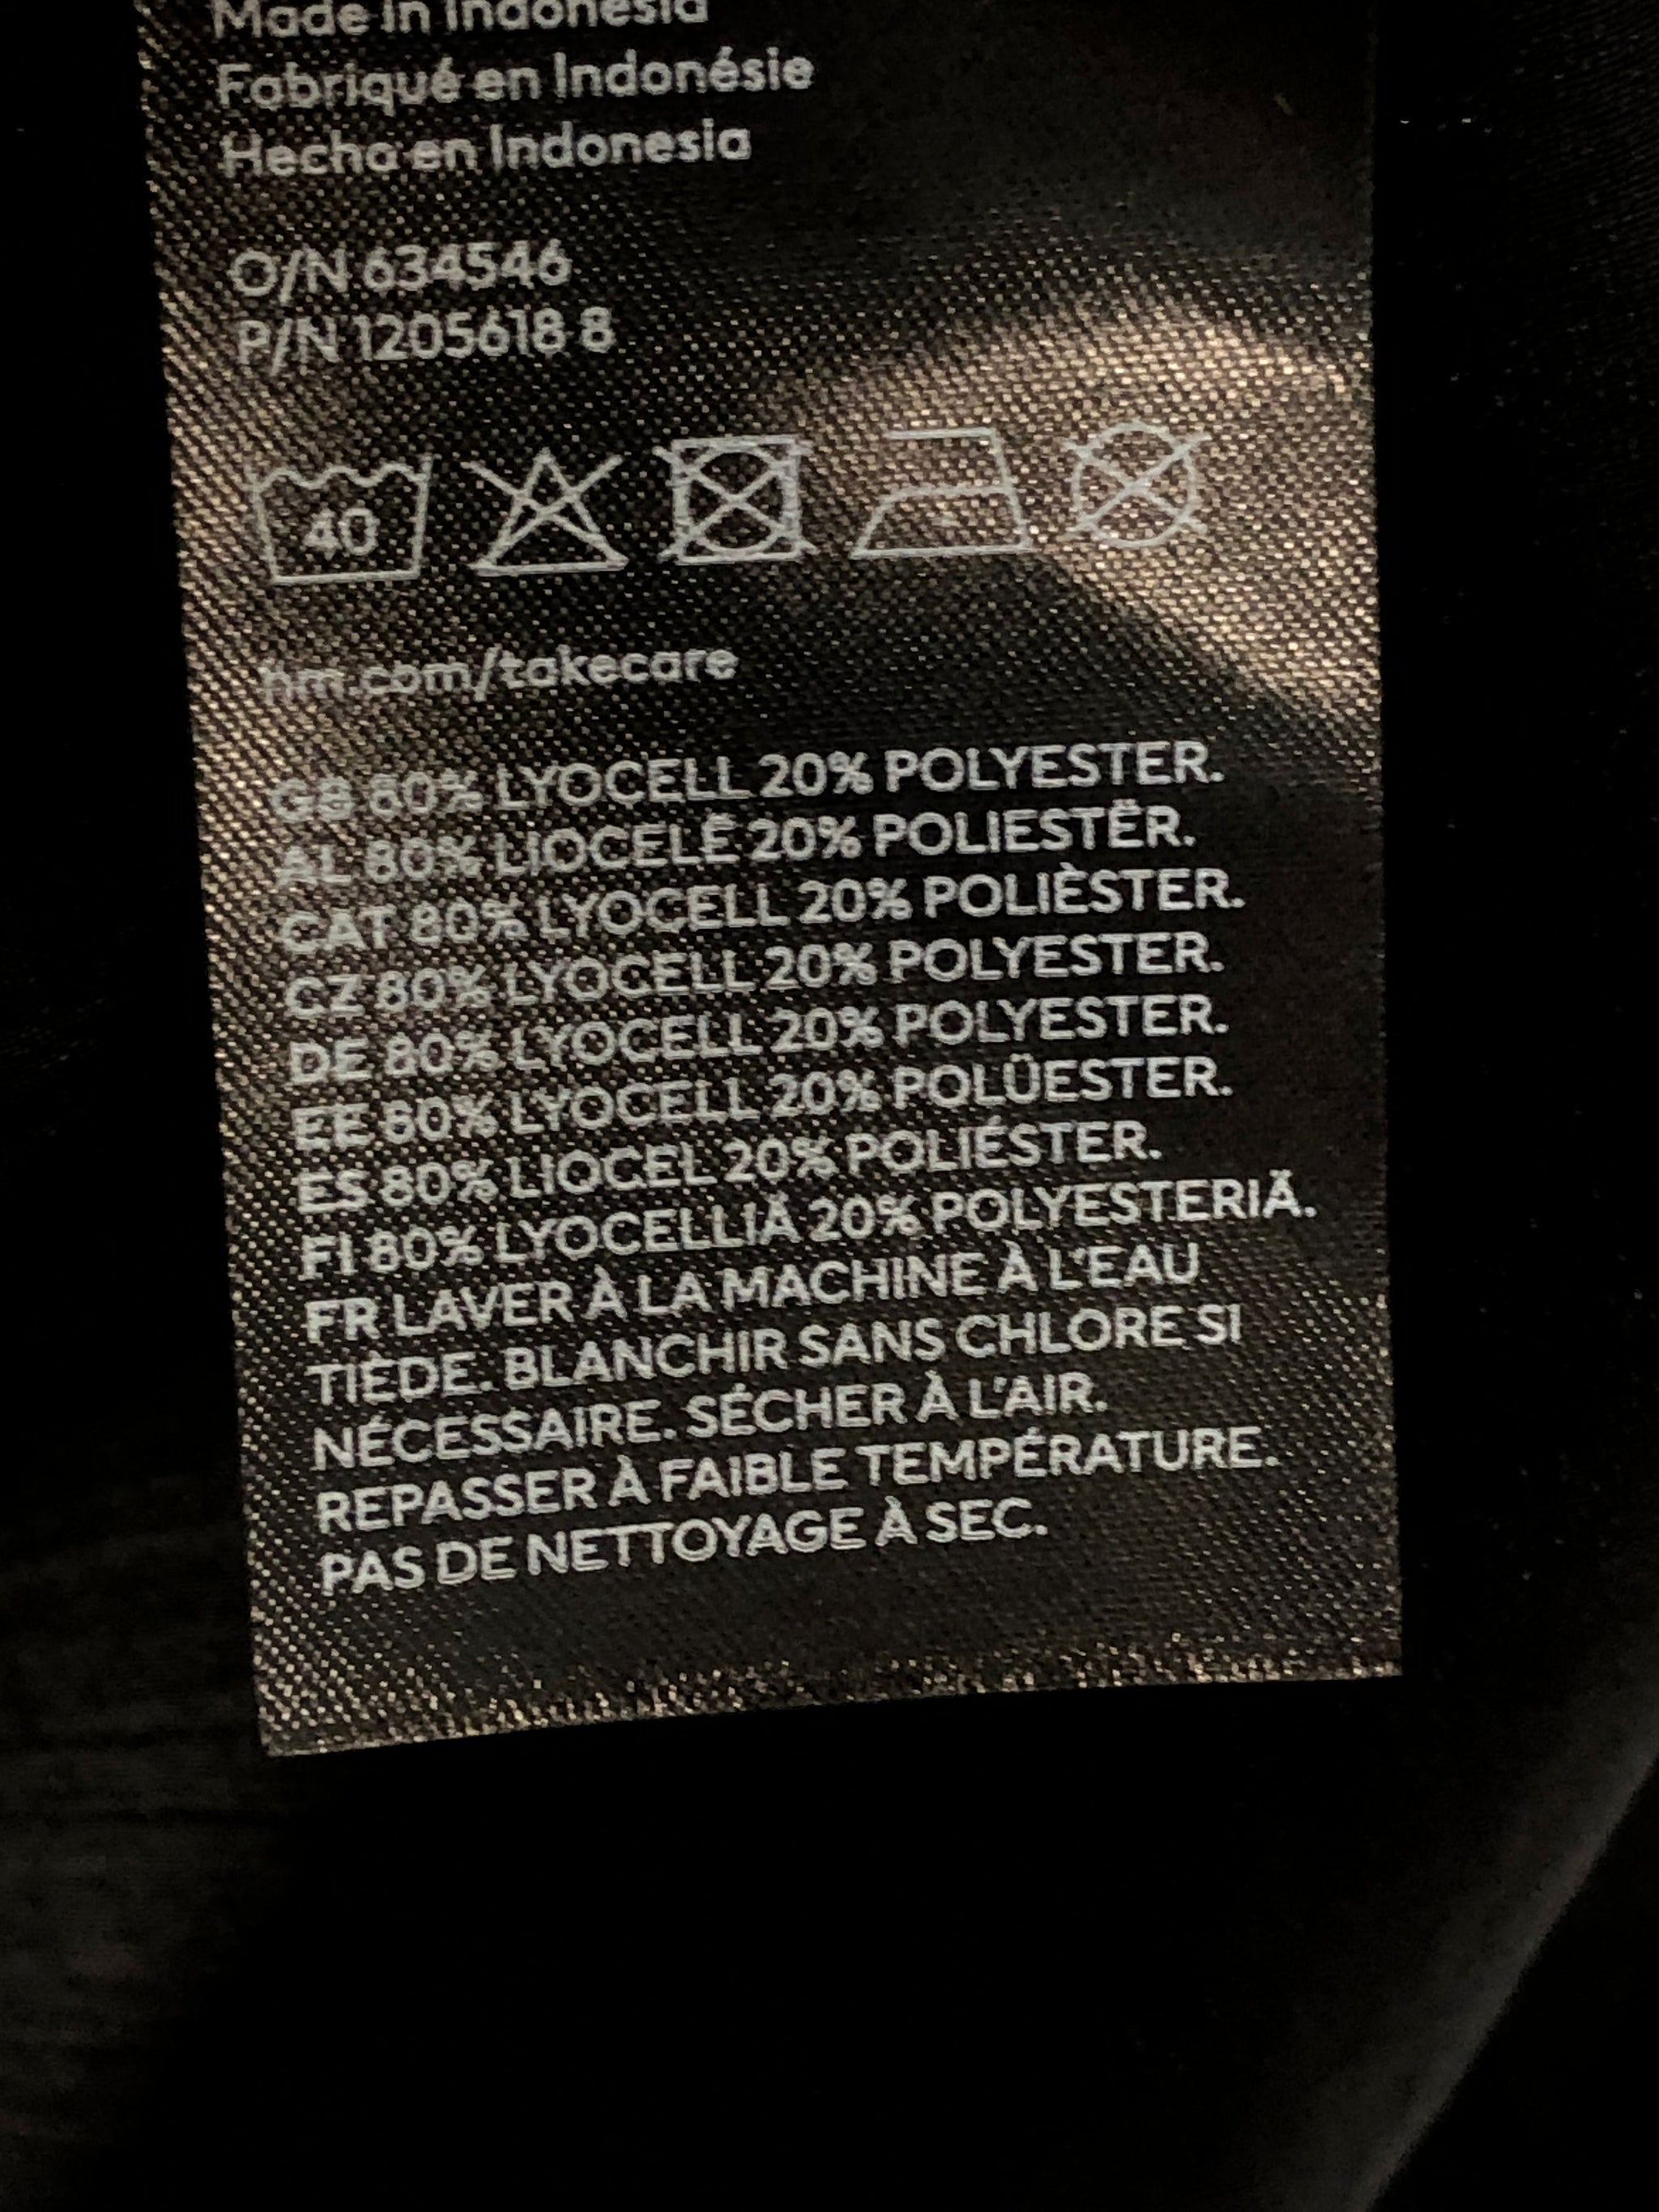 Made in Indonesia
Fabriqué en Indonésie
Hecho en Indonesia
O/N 634546
P/N 1205618 8
40
hm.com/takecare
GB 80% LYOCELL 20% POLYESTER.
AL 80% LIOCELË 20% POLIESTËR.
CAT 80% LYOCELL 20% POLIÈSTER.
CZ 80% LYOCELL 20% POLYESTER.
DE 80% LYOCELL 20% POLYESTER.
EE 80% LYOCELL 20% POLÜESTER.
ES 80% LIOCEL 20% POLIÉSTER.
FI 80% LYOCELLIÄ 20% POLYESTERIÄ.
FR LAVER À LA MACHINE À L'EAU
TIÈDE. BLANCHIR SANS CHLORE SI
NÉCESSAIRE. SÉCHER À L'AIR.
REPASSER À FAIBLE TEMPÉRATURE.
PAS DE NETTOYAGE À SEC.